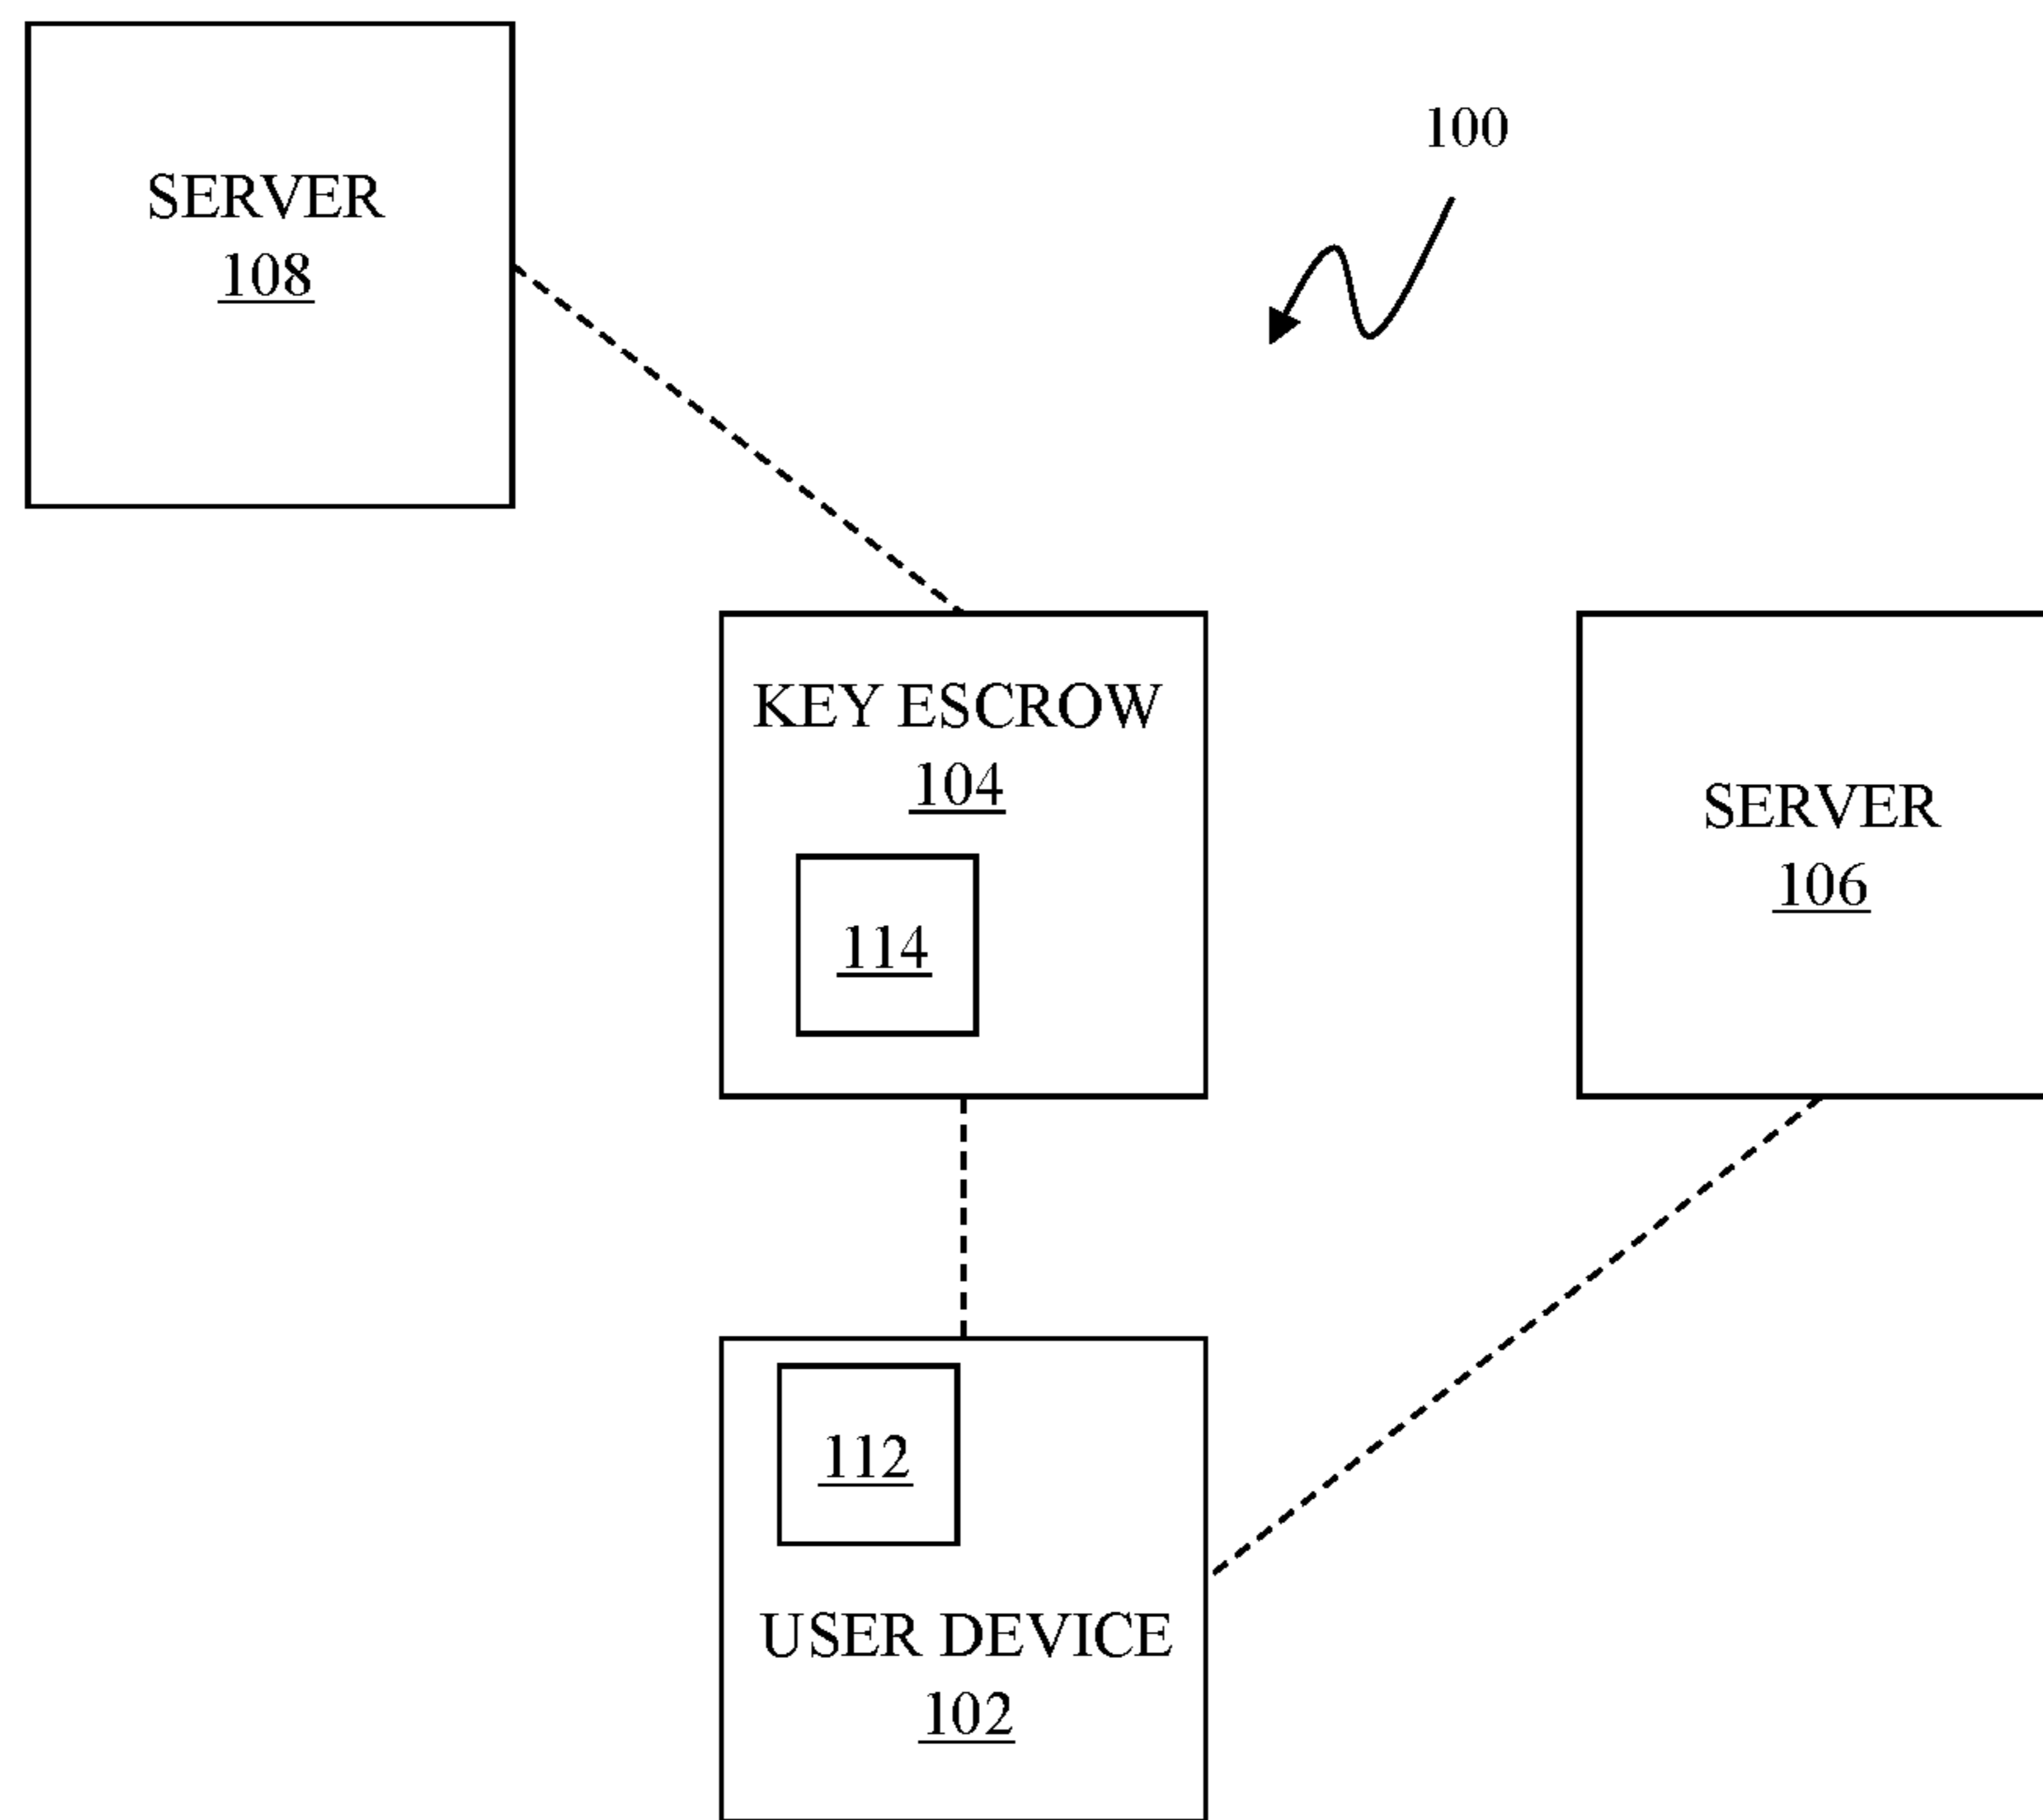 SERVER
108
100
KEY ESCROW
104
114
SERVER
106
112
USER DEVICE
102